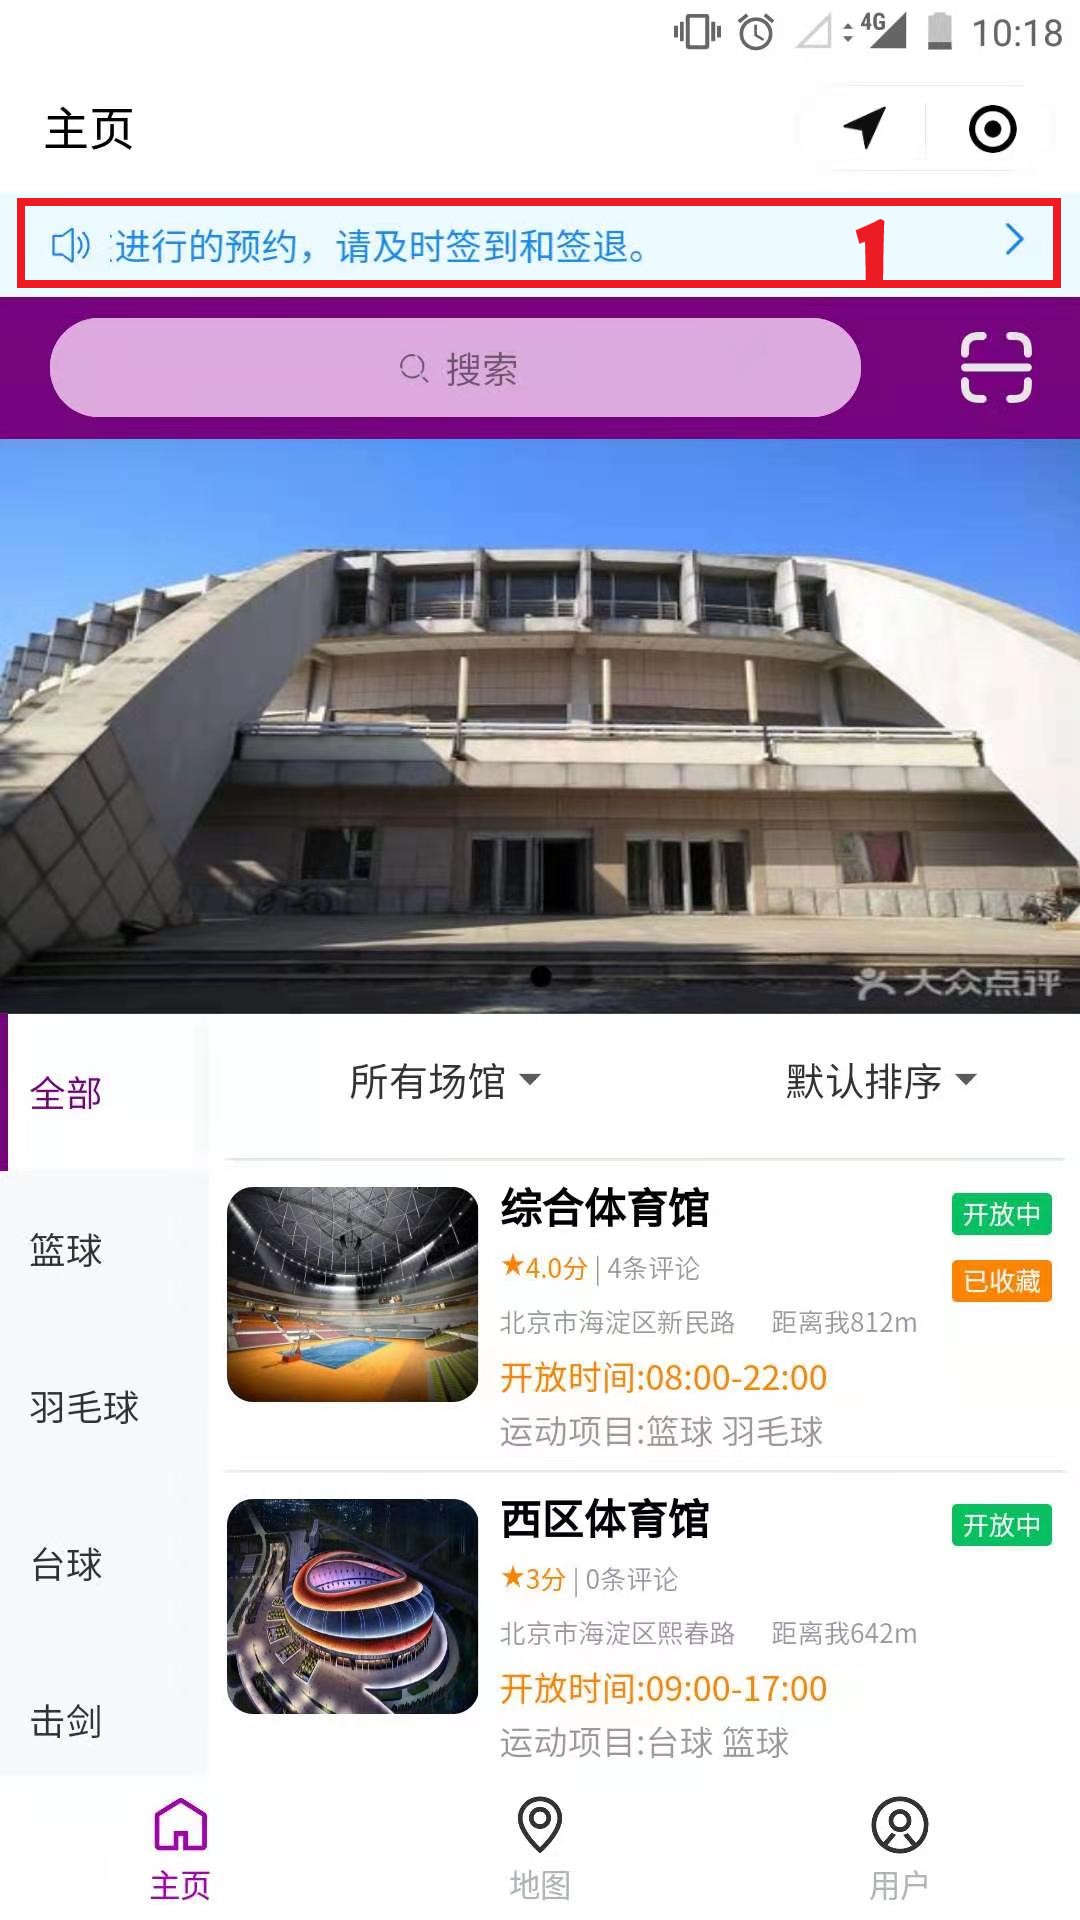 4G 10:18
主页
进行的预约，请及时签到和签退。
1
搜索
大众点评
全部
所有场馆 默认排序
综合体育馆 开放中
★4.0分 | 4条评论 已收藏
北京市海淀区新民路 距离我812m
开放时间:08:00-22:00
运动项目:篮球 羽毛球
篮球
羽毛球
西区体育馆 开放中
★3分 | 0条评论
北京市海淀区熙春路 距离我642m
开放时间:09:00-17:00
运动项目:台球 篮球
台球
击剑
主页 地图 用户